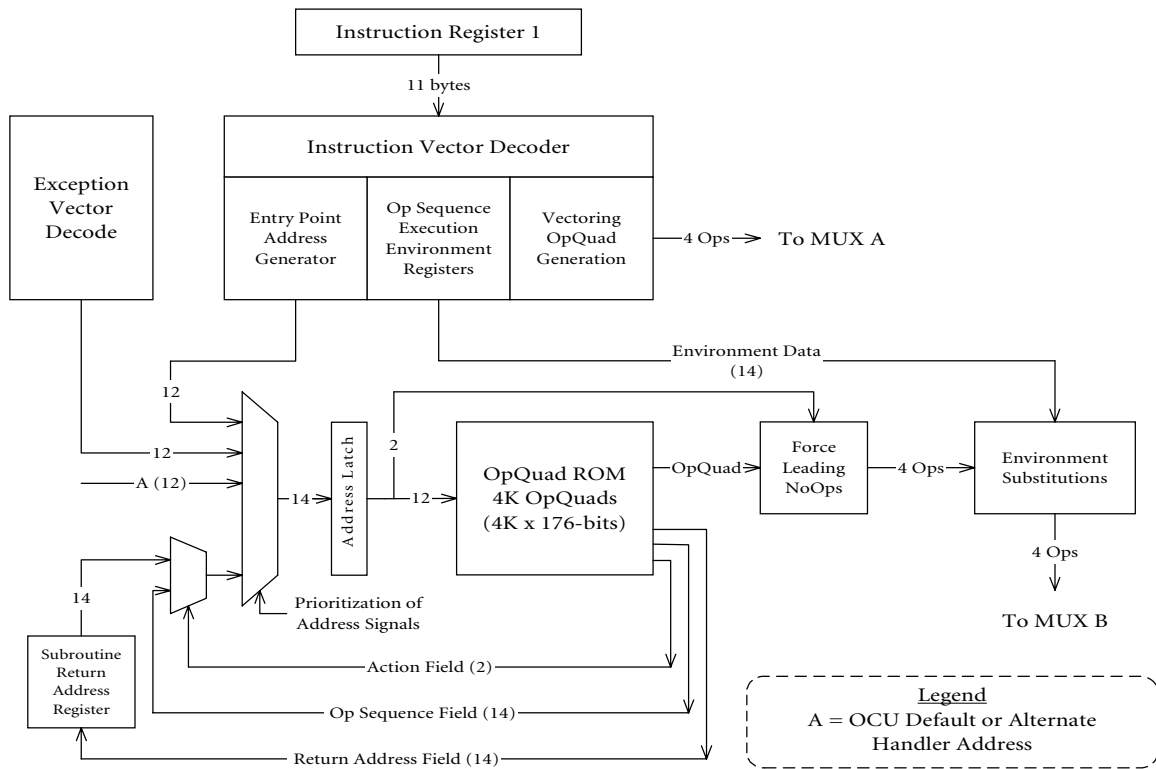 Instruction Register 1
11 bytes
Exception
Vector
Decode
Instruction Vector Decoder
Entry Point
Address
Generator
Op Sequence
Execution
Environment
Registers
Vectoring
OpQuad
Generation
4 Ops
To MUX A
Environment Data
(14)
12
12
A (12)
14
Address Latch
2
12
OpQuad ROM
4K OpQuads
(4K x 176-bits)
OpQuad
Force
Leading
NoOps
4 Ops
Environment
Substitutions
4 Ops
To MUX B
14
Prioritization of
Address Signals
Subroutine
Return
Address
Register
Action Field (2)
Op Sequence Field (14)
Return Address Field (14)
Legend
A = OCU Default or Alternate
Handler Address